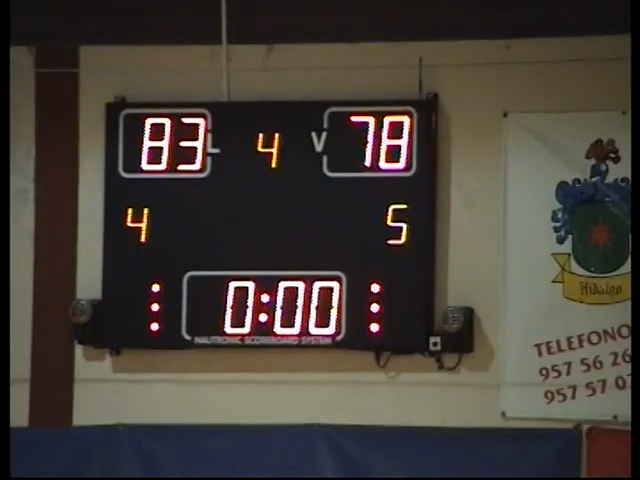 83 L 4 V 78
4 5
0:00
NAUTRONIC SCOREBOARD SYSTEM
Hidalgo
TELEFONO
957 56 26
957 57 07